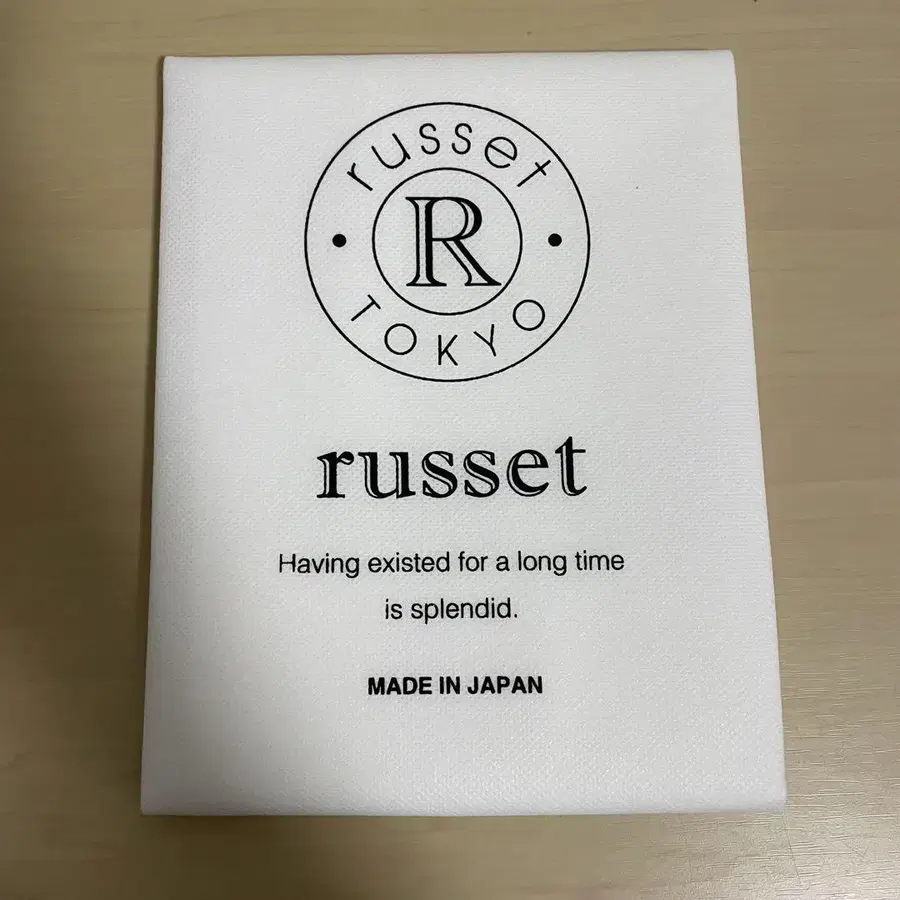 russet
R
TOKYO
russet
Having existed for a long time
is splendid.
MADE IN JAPAN